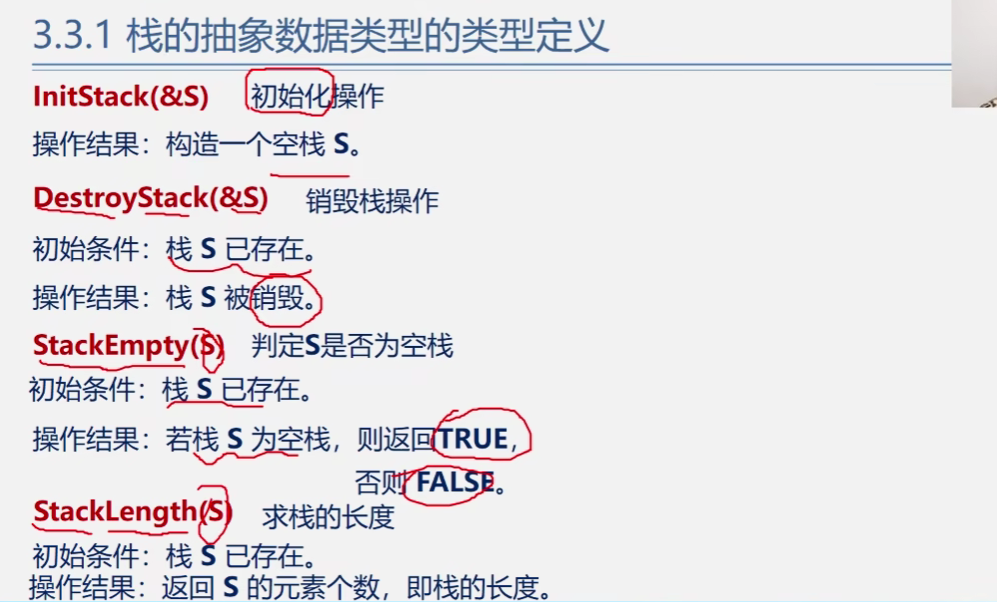 3.3.1 栈的抽象数据类型的类型定义
InitStack(&S) 初始化操作
操作结果：构造一个空栈 S。
DestroyStack(&S) 销毁栈操作
初始条件：栈 S 已存在。
操作结果：栈 S 被销毁。
StackEmpty(S) 判定S是否为空栈
初始条件：栈 S 已存在。
操作结果：若栈 S 为空栈，则返回TRUE，
否则 FALSE。
StackLength(S) 求栈的长度
初始条件：栈 S 已存在。
操作结果：返回 S 的元素个数，即栈的长度。